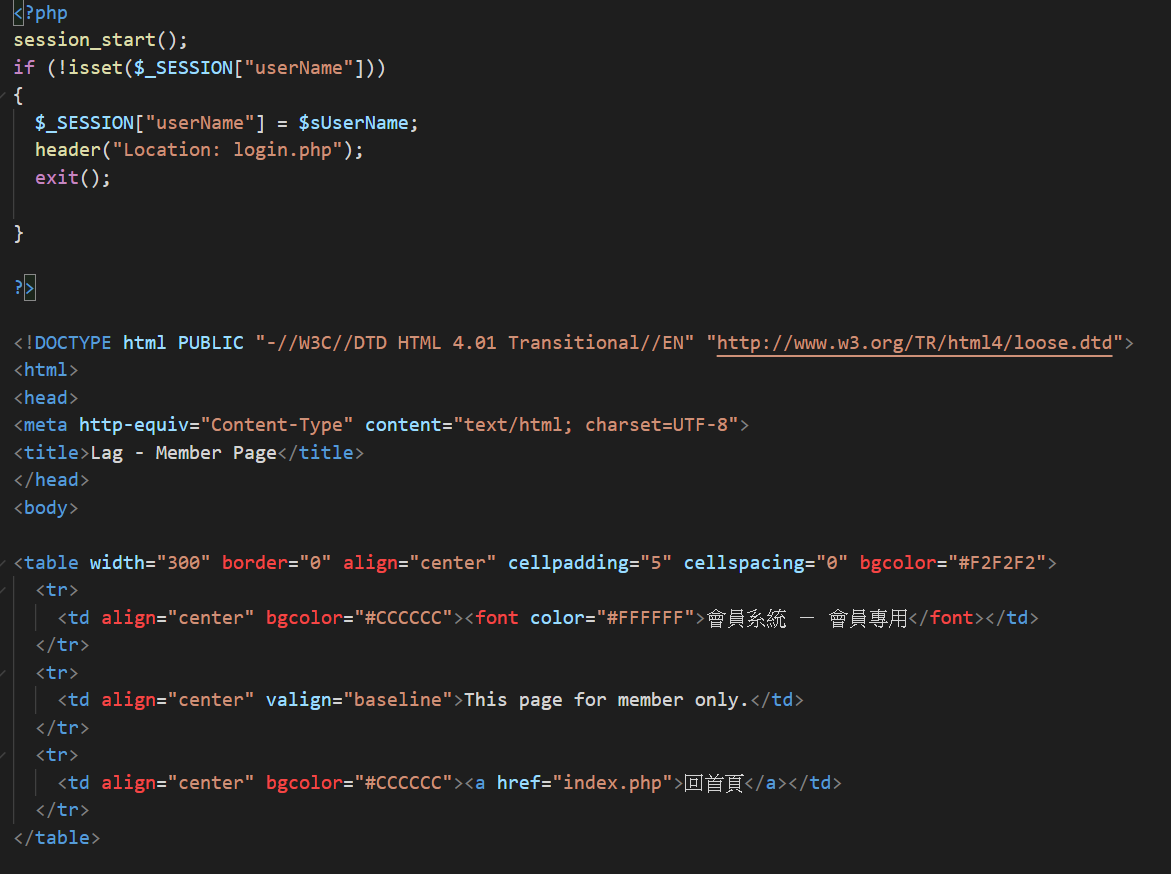 <?php
session_start();
if (!isset($_SESSION["userName"]))
{
  $_SESSION["userName"] = $sUserName;
  header("Location: login.php");
  exit();

}

?>

<!DOCTYPE html PUBLIC "-//W3C//DTD HTML 4.01 Transitional//EN" "http://www.w3.org/TR/html4/loose.dtd">
<html>
<head>
<meta http-equiv="Content-Type" content="text/html; charset=UTF-8">
<title>Lag - Member Page</title>
</head>
<body>

<table width="300" border="0" align="center" cellpadding="5" cellspacing="0" bgcolor="#F2F2F2">
  <tr>
    <td align="center" bgcolor="#CCCCCC"><font color="#FFFFFF">會員系統 － 會員專用</font></td>
  </tr>
  <tr>
    <td align="center" valign="baseline">This page for member only.</td>
  </tr>
  <tr>
    <td align="center" bgcolor="#CCCCCC"><a href="index.php">回首頁</a></td>
  </tr>
</table>